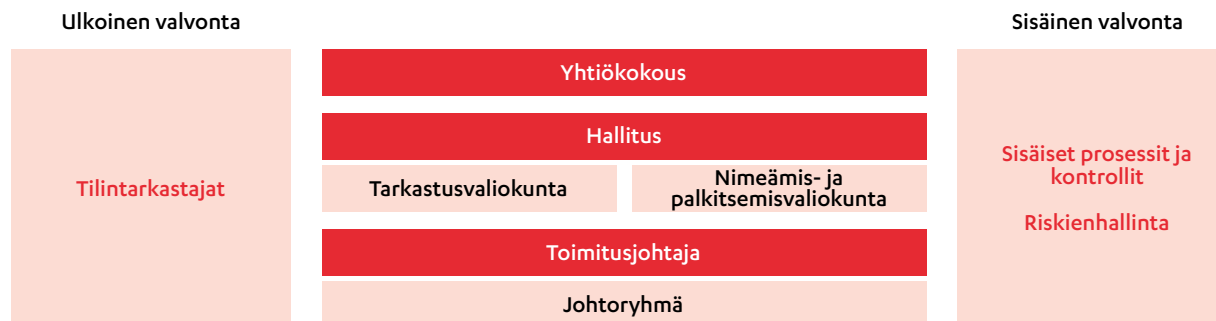 Ulkoinen valvonta
Sisäinen valvonta
Yhtiökokous
Hallitus
Tilintarkastajat
Tarkastusvaliokunta
Nimeämis- ja
palkitsemisvaliokunta
Sisäiset prosessit ja
kontrollit
Riskienhallinta
Toimitusjohtaja
Johtoryhmä